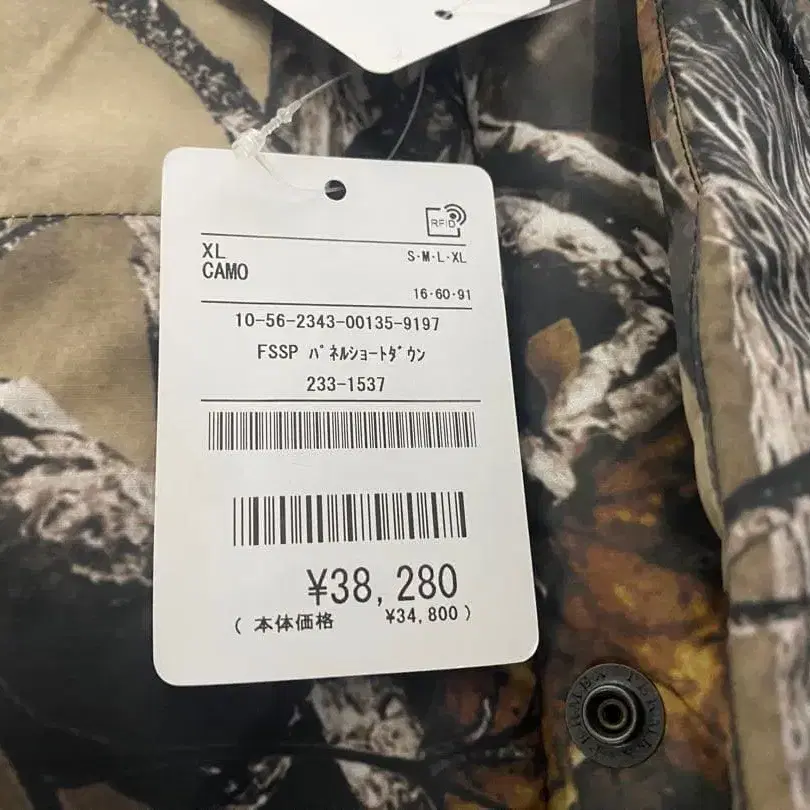 RFID
XL
S·M·L·XL
CAMO
16·60·91
10-56-2343-00135-9197
FSSP パネルショートダウン
233-1537
¥38,280
( 本体価格 ¥34,800 )